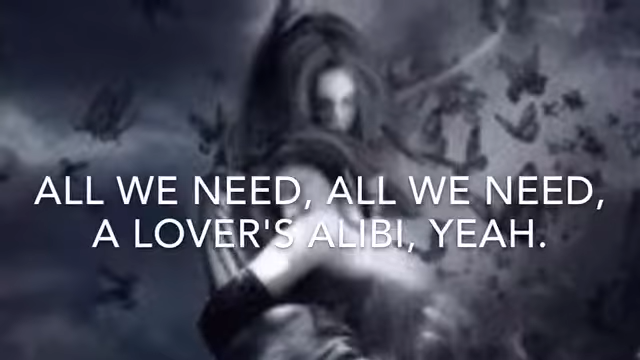 ALL WE NEED, ALL WE NEED,
A LOVER'S ALIBI, YEAH.